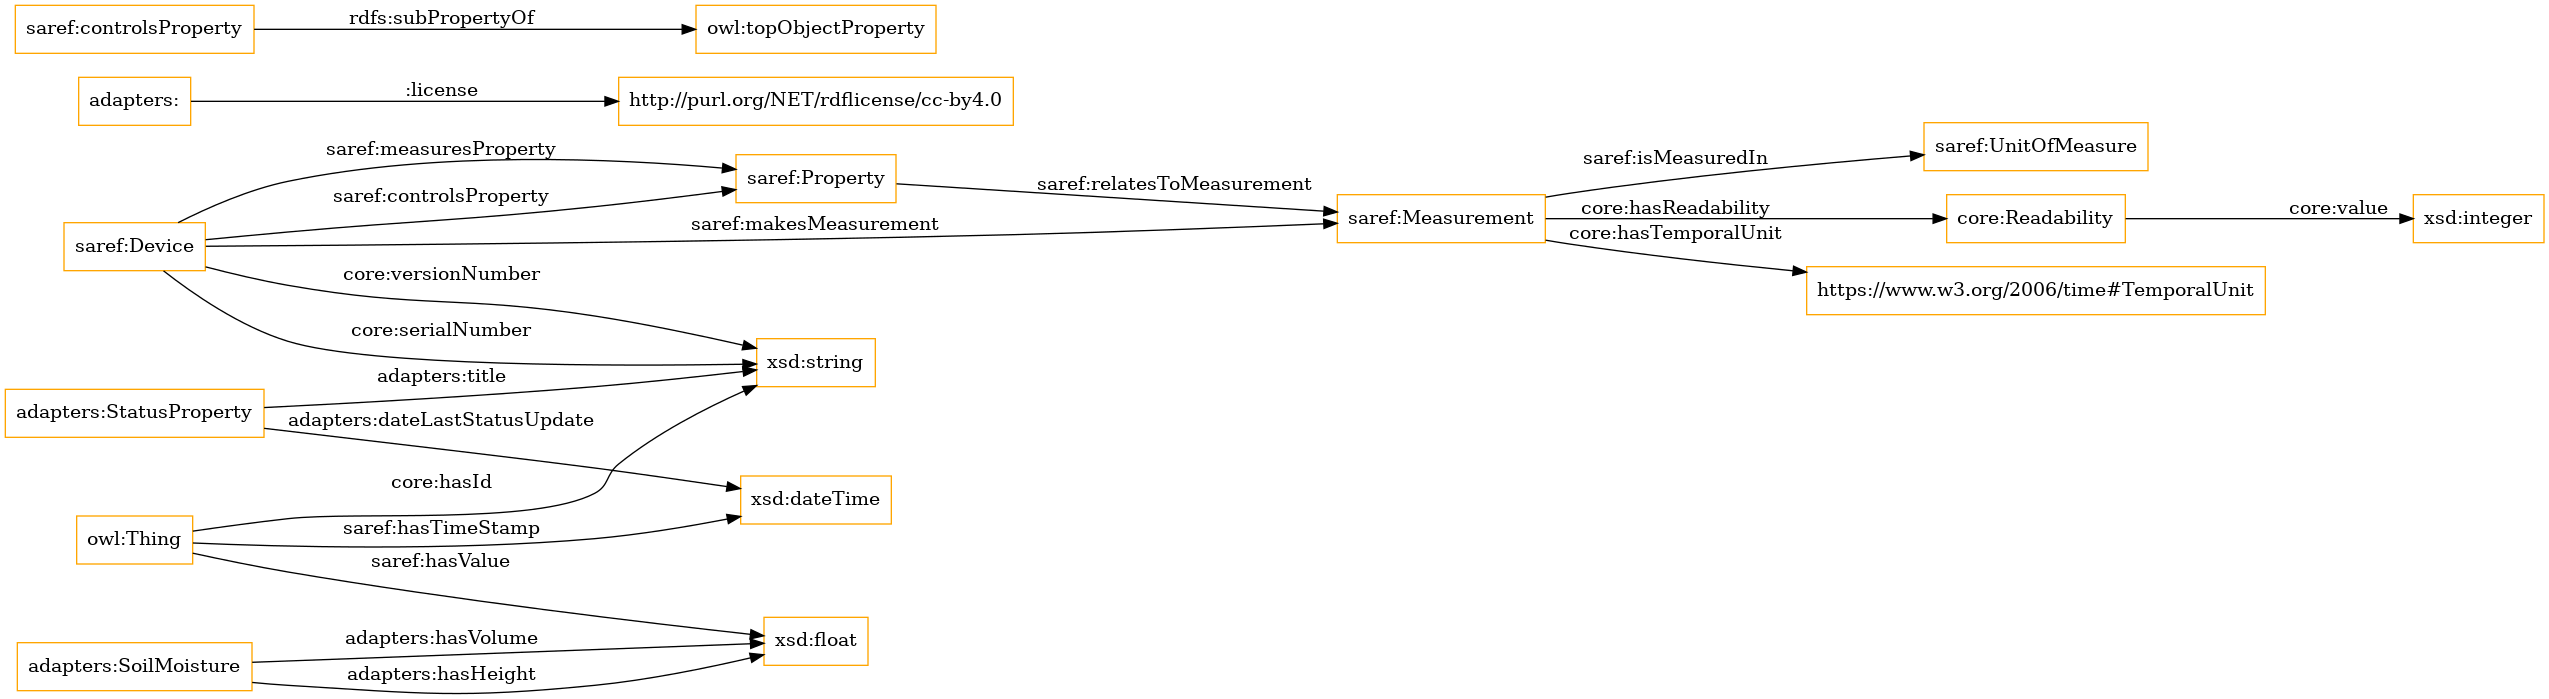 saref:controlsProperty
rdfs:subPropertyOf
owl:topObjectProperty
adapters:
:license
http://purl.org/NET/rdflicense/cc-by4.0
saref:Device
saref:measuresProperty
saref:controlsProperty
saref:Property
saref:relatesToMeasurement
saref:makesMeasurement
saref:Measurement
saref:isMeasuredIn
saref:UnitOfMeasure
core:hasReadability
core:Readability
core:value
xsd:integer
core:hasTemporalUnit
https://www.w3.org/2006/time#TemporalUnit
core:versionNumber
core:serialNumber
xsd:string
adapters:StatusProperty
adapters:title
adapters:dateLastStatusUpdate
xsd:dateTime
owl:Thing
core:hasId
saref:hasTimeStamp
saref:hasValue
adapters:SoilMoisture
adapters:hasVolume
adapters:hasHeight
xsd:float